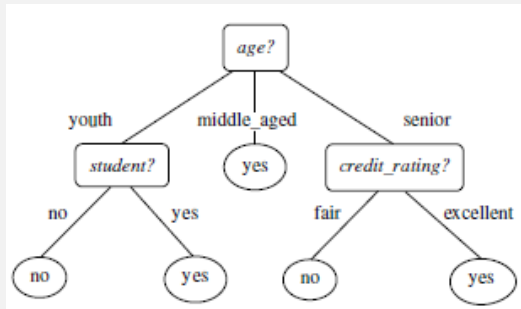 age?
youth middle_aged senior
student? yes credit_rating?
no yes fair excellent
no yes no yes